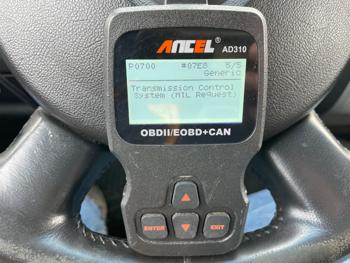 ANCEL AD310
P0700 #07E8 5/5
Generic
Transmission Control
System (MIL Request)
OBDII/EOBD+CAN
ENTER EXIT